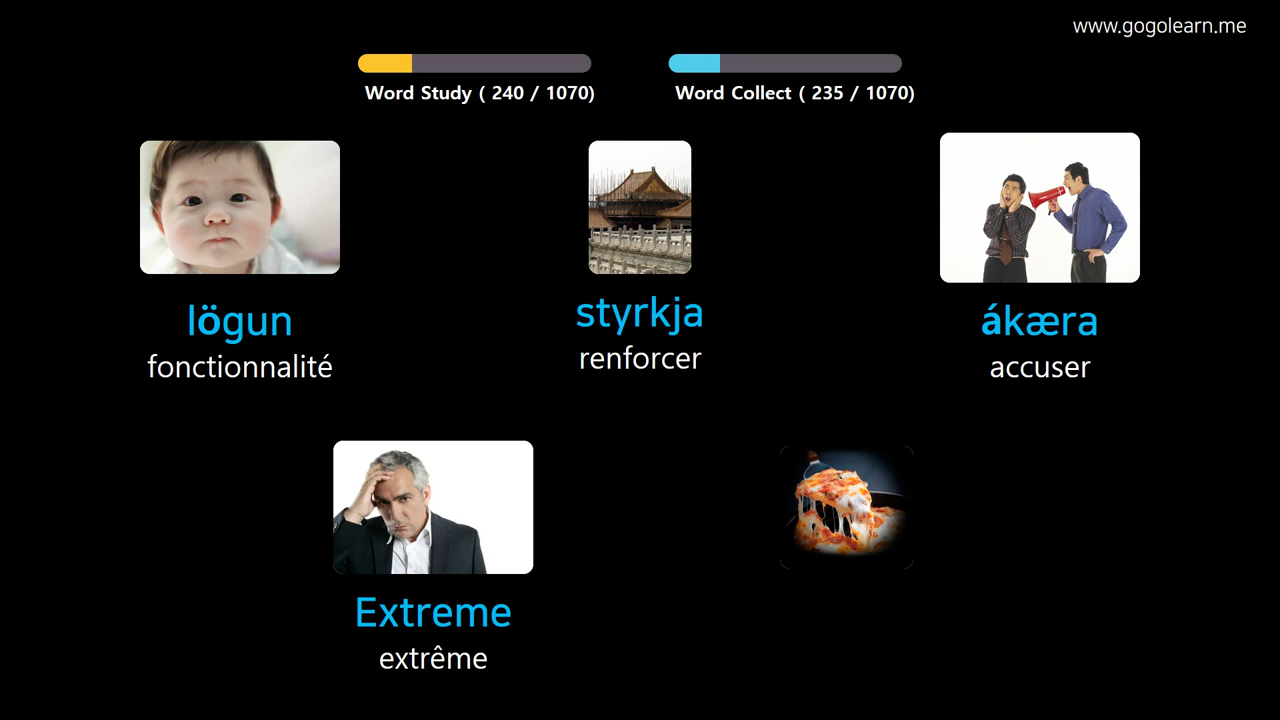 www.gogolearn.me
Word Study ( 240 / 1070)
Word Collect ( 235 / 1070)
lögun
fonctionnalité
styrkja
renforcer
ákæra
accuser
Extreme
extrême